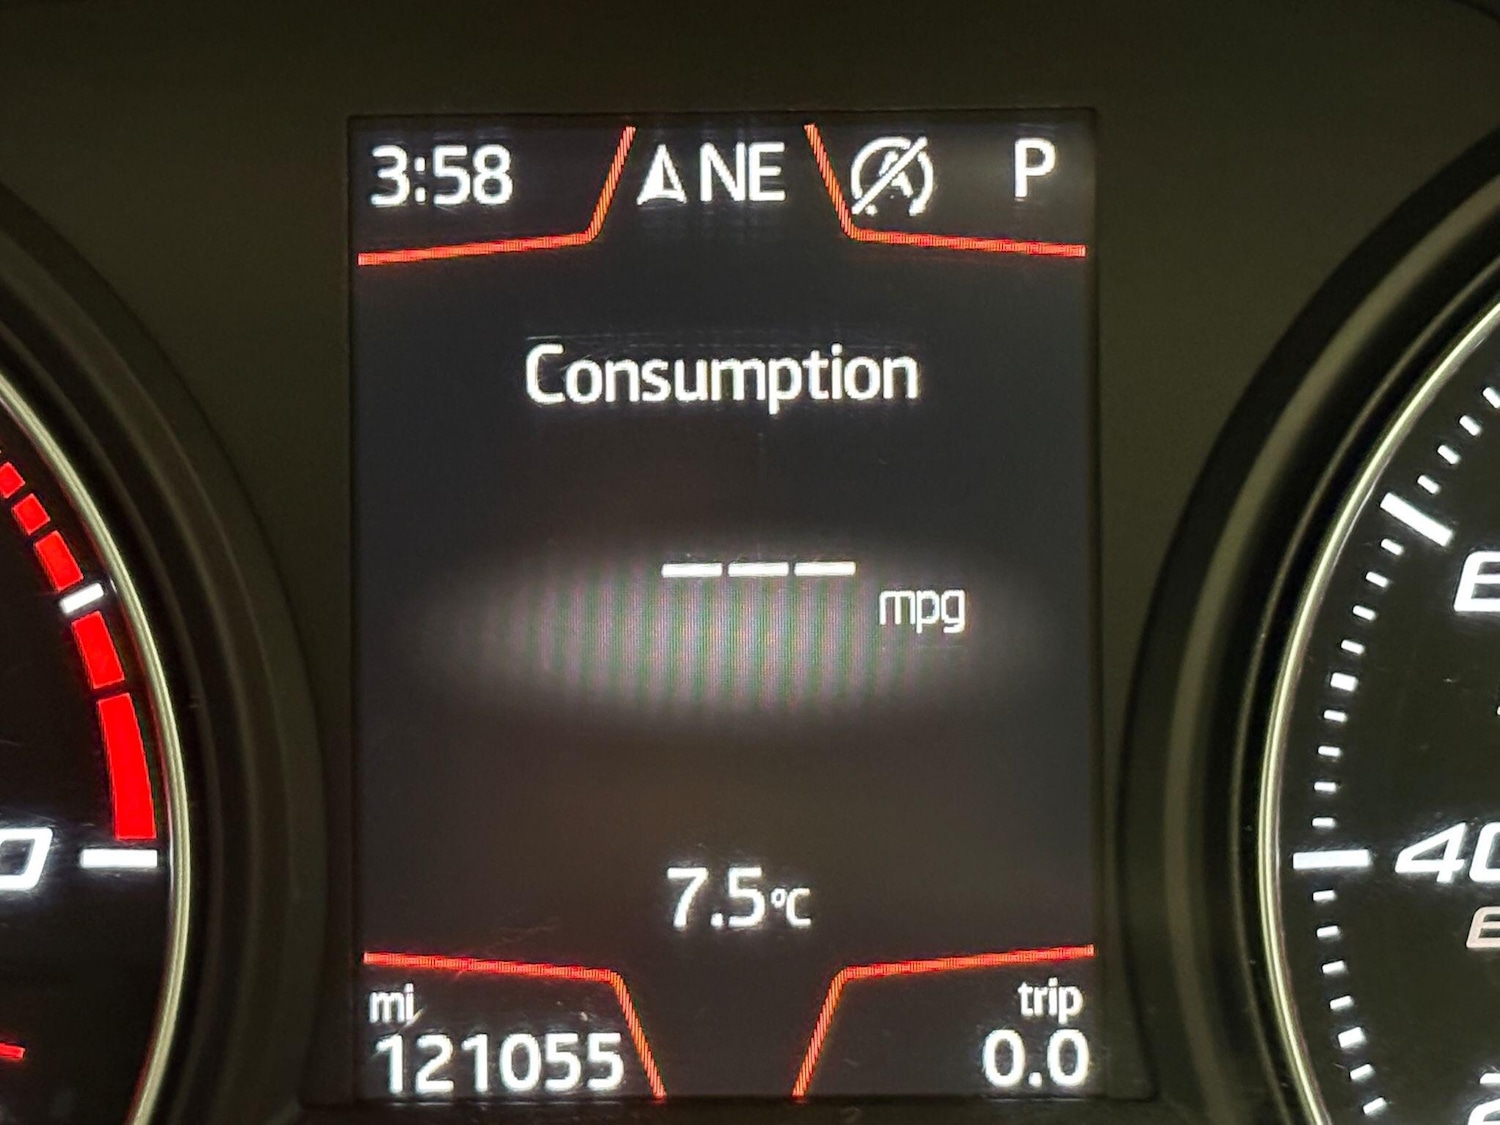 3:58 NE P
Consumption
--- mpg
7.5°C
mi trip
121055 0.0
40